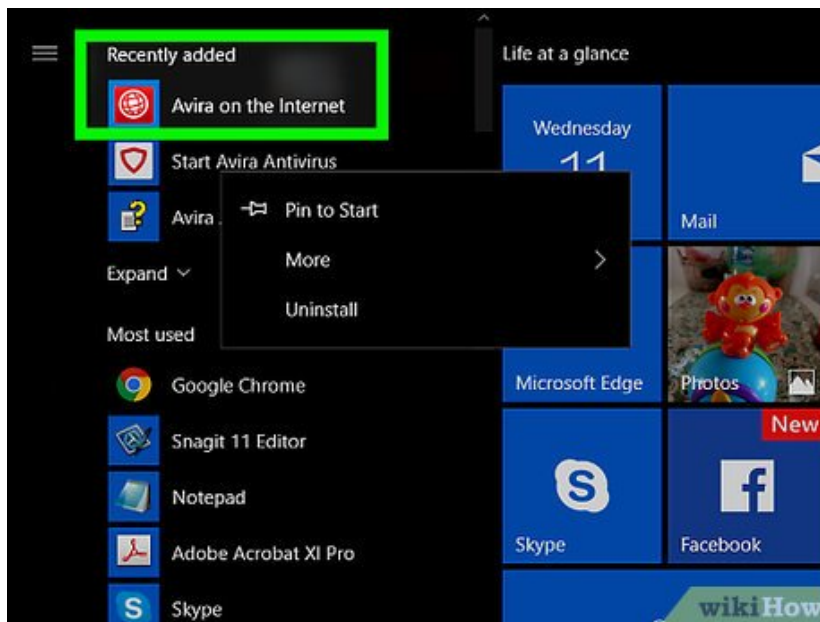 Recently added
Avira on the Internet
Start Avira Antivirus
Avira
Expand
Most used
Google Chrome
Snagit 11 Editor
Notepad
Adobe Acrobat XI Pro
Skype
Pin to Start
More
Uninstall
Life at a glance
Wednesday
11
Mail
Microsoft Edge
Photos
New
Skype
Facebook
wikiHow